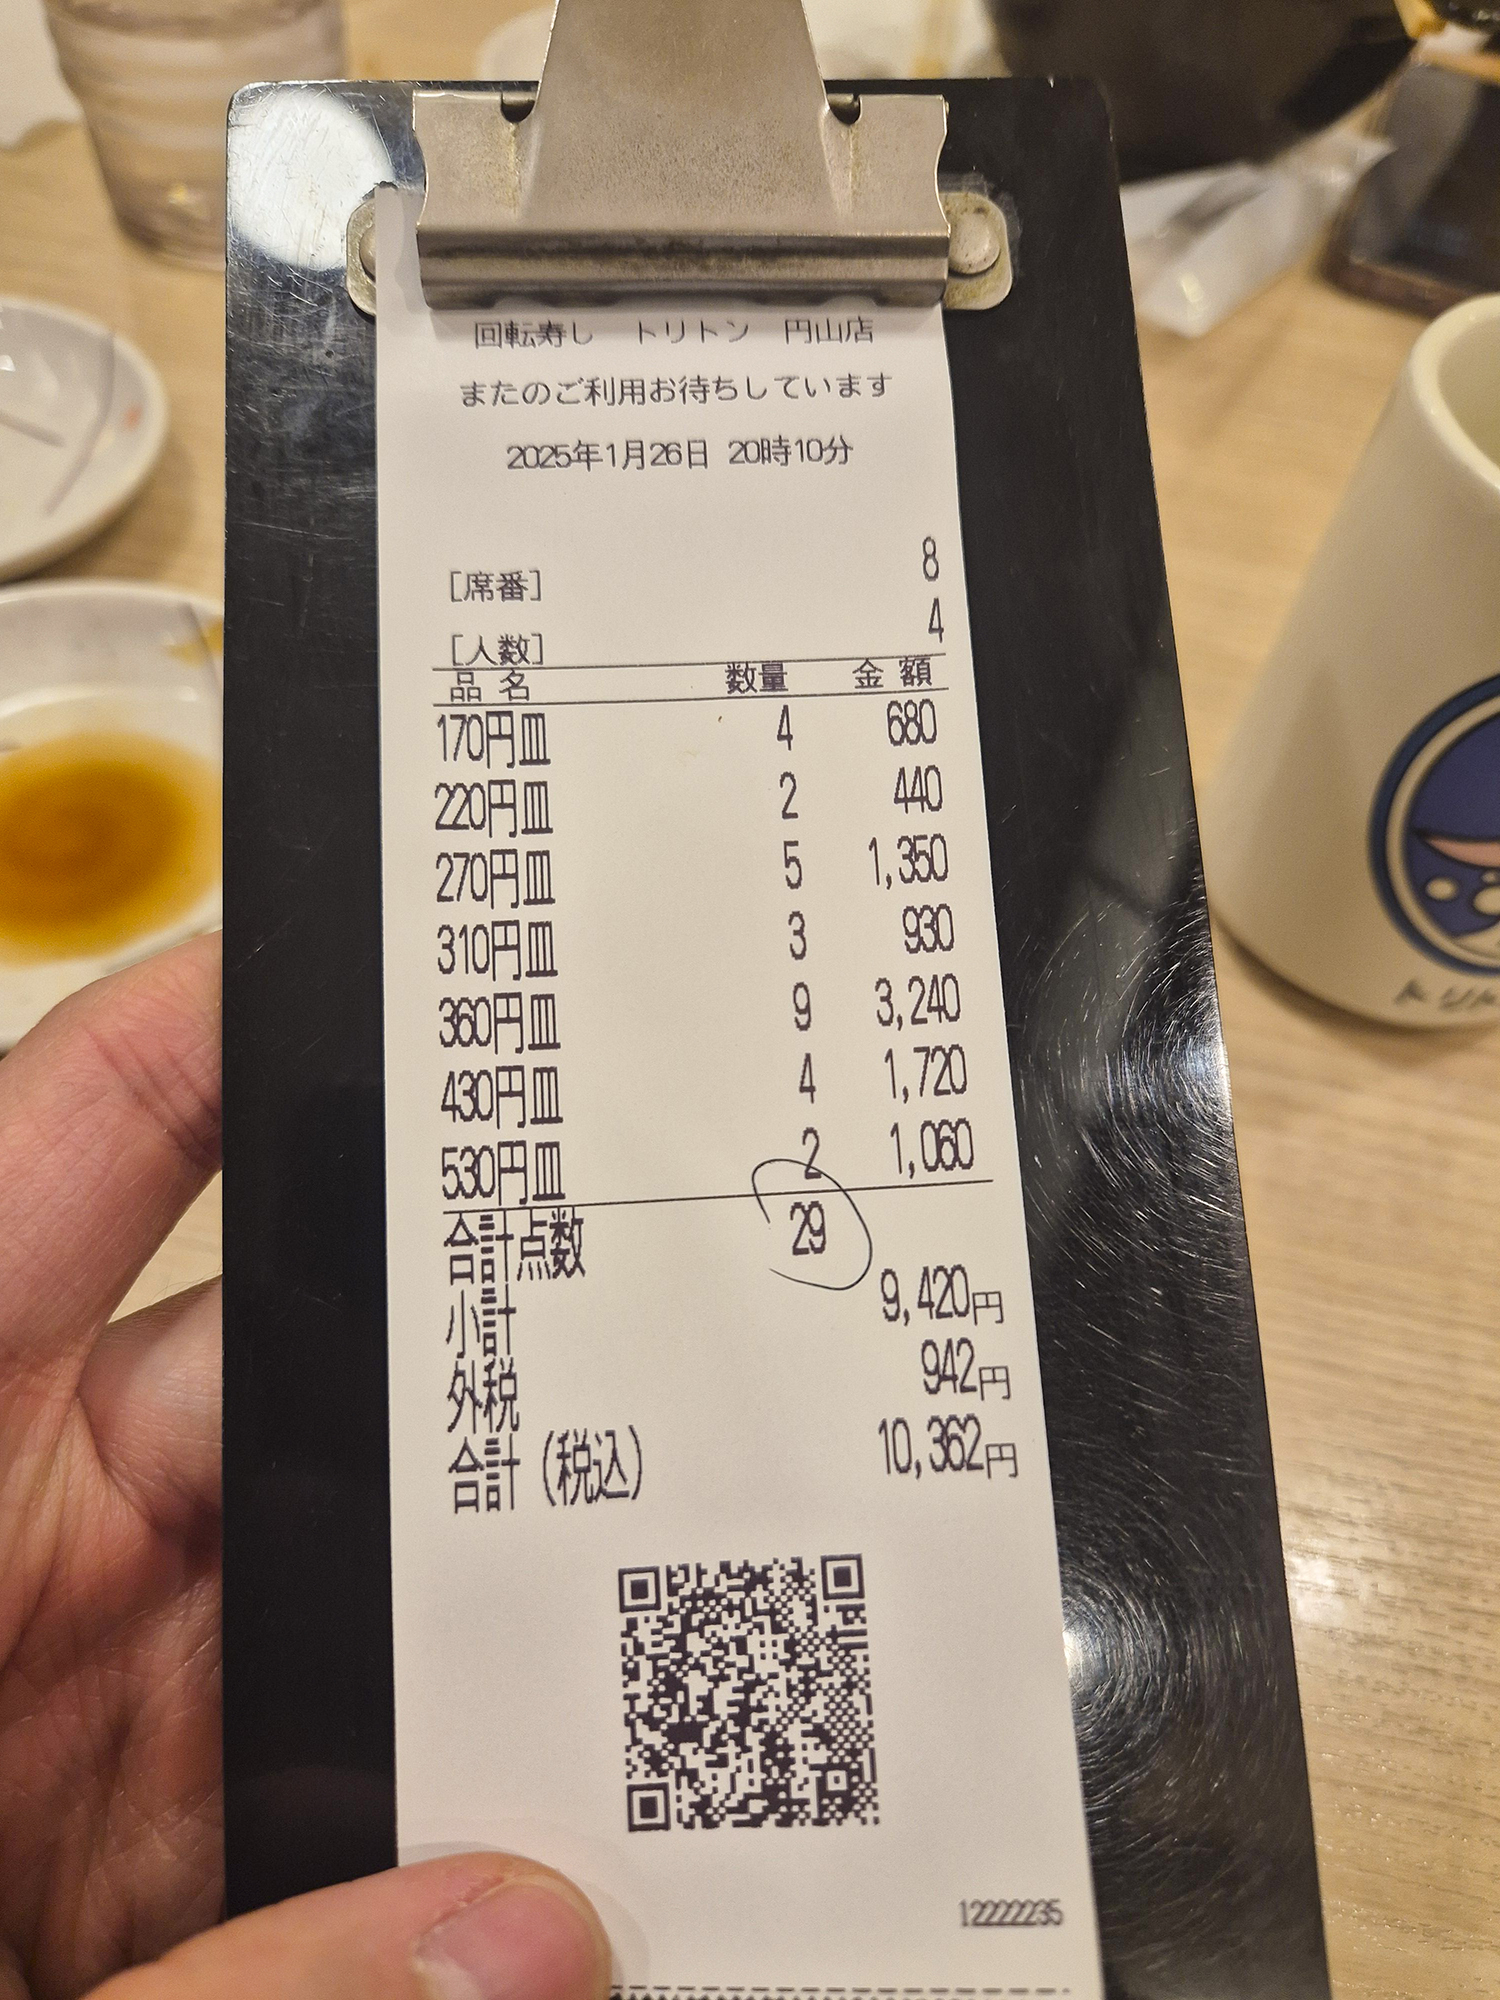 回転寿し トリトン 円山店
またのご利用お待ちしています
2025年1月26日 20時10分
[席番] 8
[人数] 4
品名 数量 金額
170円皿 4 680
220円皿 2 440
270円皿 5 1,350
310円皿 3 930
360円皿 9 3,240
430円皿 4 1,720
530円皿 2 1,060
合計点数 29
小計 9,420円
外税 942円
合計(税込) 10,362円
12222235